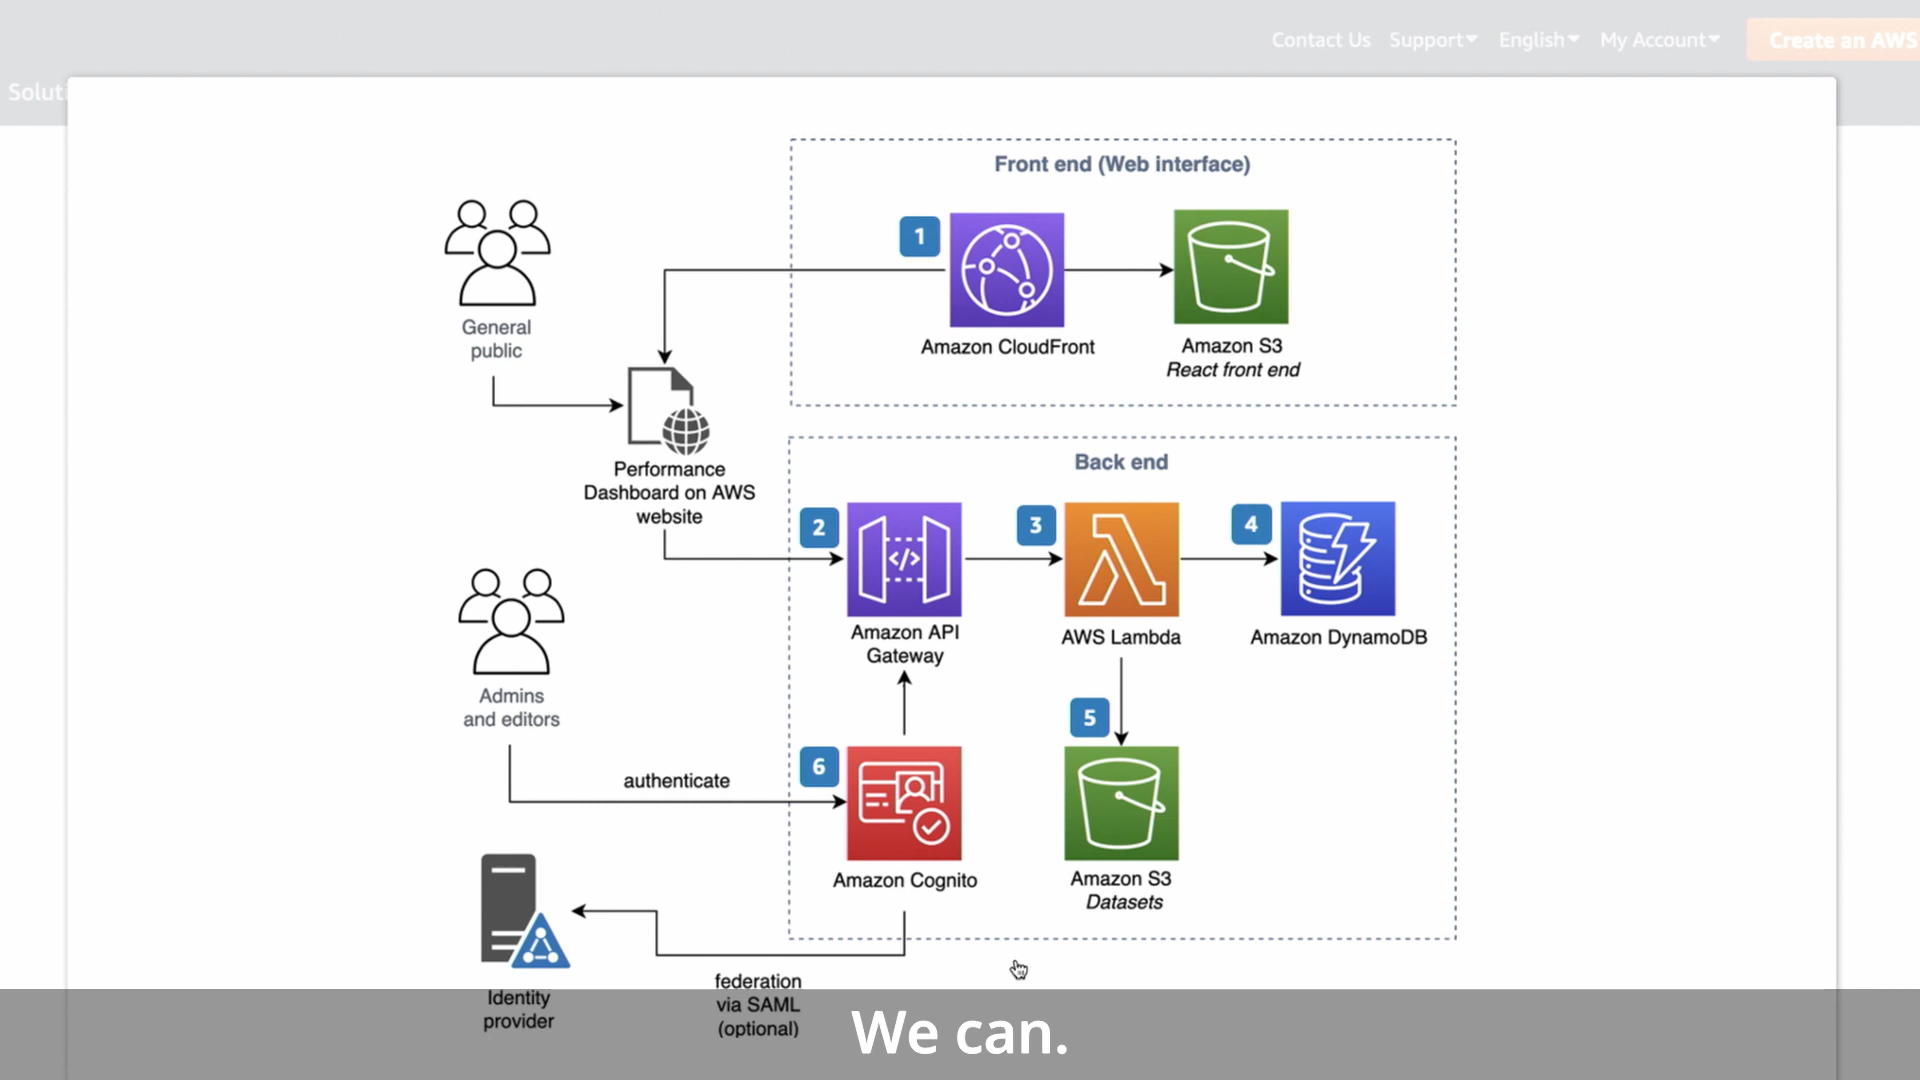 Contact Us
Support
English
My Account
Create an AWS
Soluti
Front end (Web interface)
1
Amazon CloudFront
Amazon S3
React front end
General
public
Performance
Dashboard on AWS
website
Back end
2
3
4
Amazon API
Gateway
AWS Lambda
Amazon DynamoDB
Admins
and editors
5
6
authenticate
Amazon Cognito
Amazon S3
Datasets
Identity
provider
federation
via SAML
(optional)
We can.